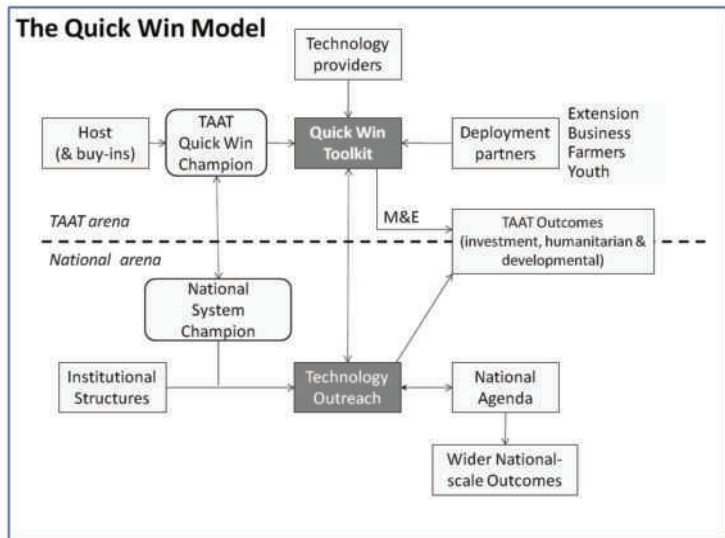 The Quick Win Model
Technology
providers
Host
(& buy-ins)
TAAT
Quick Win
Champion
Quick Win
Toolkit
Deployment
partners
Extension
Business
Farmers
Youth
M&E
TAAT arena
TAAT Outcomes
(investment, humanitarian &
developmental)
National arena
National
System
Champion
Institutional
Structures
Technology
Outreach
National
Agenda
Wider National-
scale Outcomes